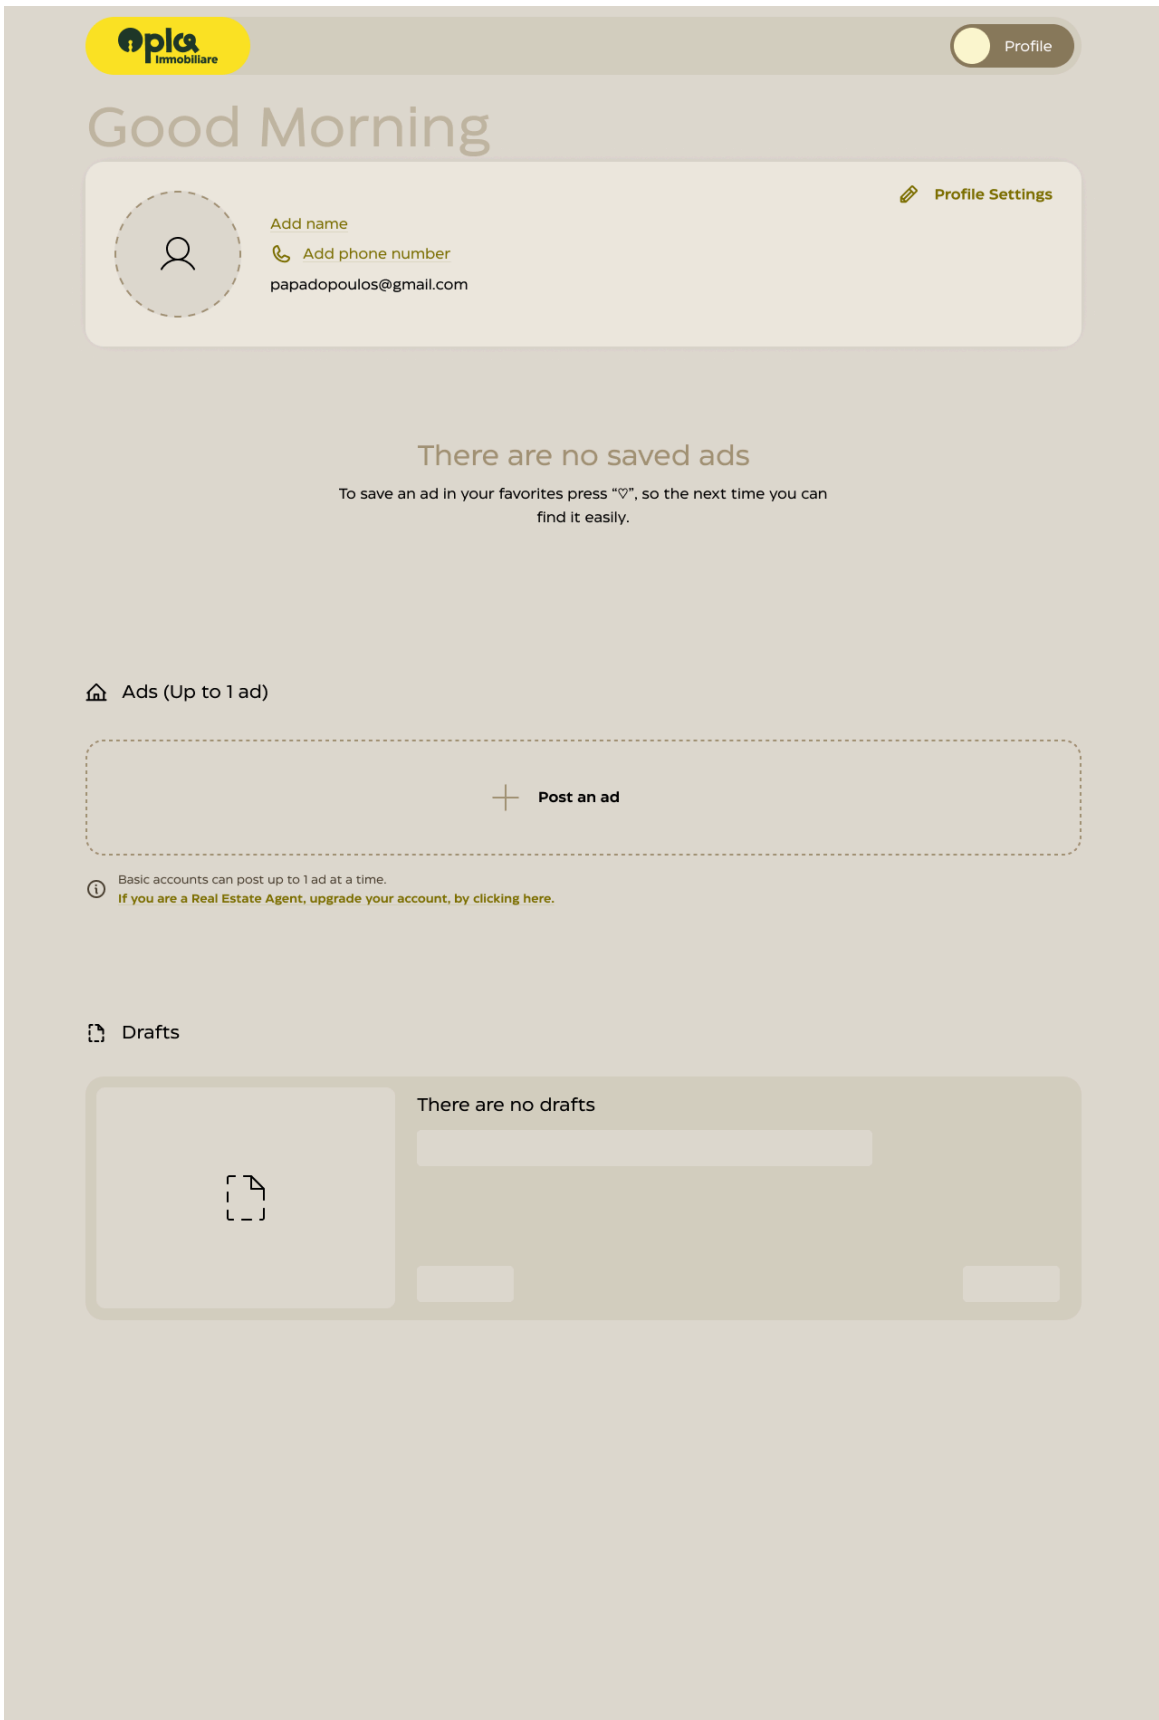 Opla
Immobiliare
Profile
Good Morning
Profile Settings
Add name
Add phone number
papadopoulos@gmail.com
There are no saved ads
To save an ad in your favorites press “♡”, so the next time you can
find it easily.
Ads (Up to 1 ad)
Post an ad
Basic accounts can post up to 1 ad at a time.
If you are a Real Estate Agent, upgrade your account, by clicking here.
Drafts
There are no drafts